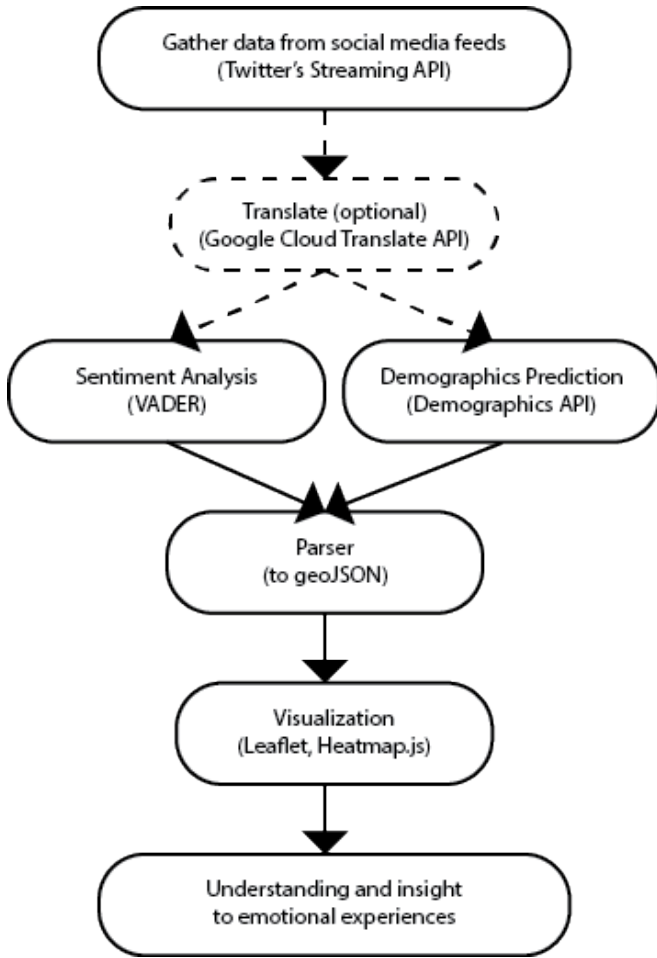 Gather data from social media feeds
(Twitter's Streaming API)
Translate (optional)
(Google Cloud Translate API)
Sentiment Analysis
(VADER)
Demographics Prediction
(Demographics API)
Parser
(to geoJSON)
Visualization
(Leaflet, Heatmap.js)
Understanding and insight
to emotional experiences